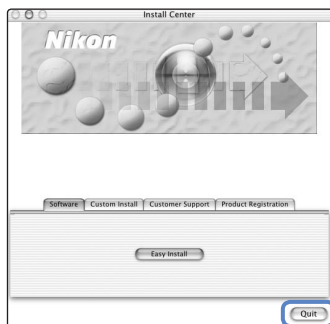 Install Center
Nikon
Software Custom Install Customer Support Product Registration
Easy Install
Quit